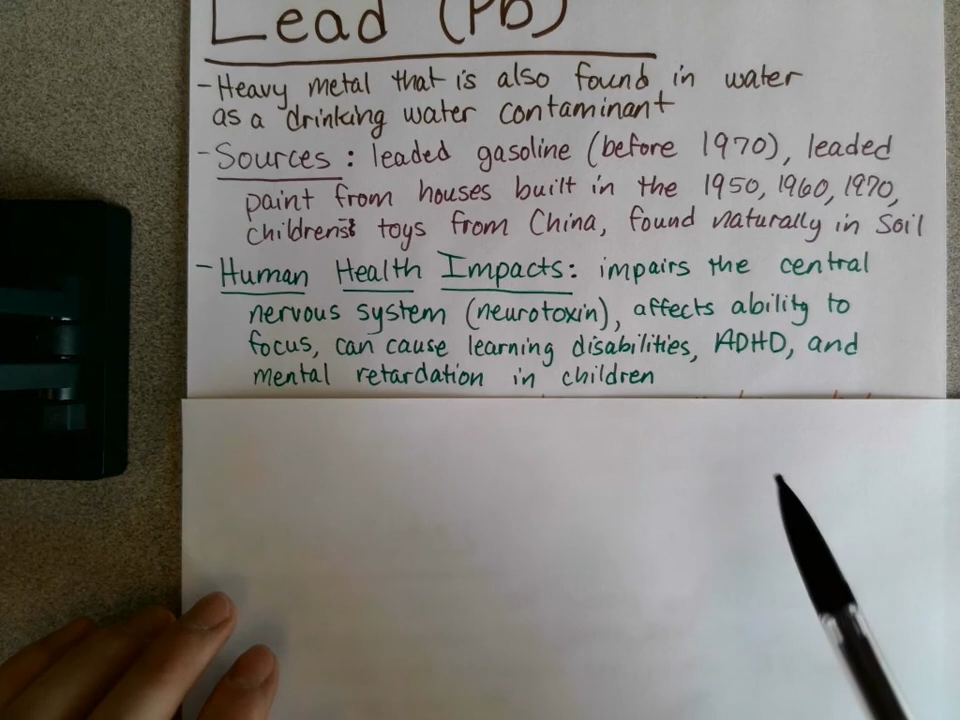 Lead (Pb)
- Heavy metal that is also found in water
as a drinking water contaminant
- Sources: leaded gasoline (before 1970), leaded
paint from houses built in the 1950, 1960, 1970,
childrens toys from China, found naturally in Soil
- Human Health Impacts: impairs the central
nervous system (neurotoxin), affects ability to
focus, can cause learning disabilities, ADHD, and
mental retardation in children